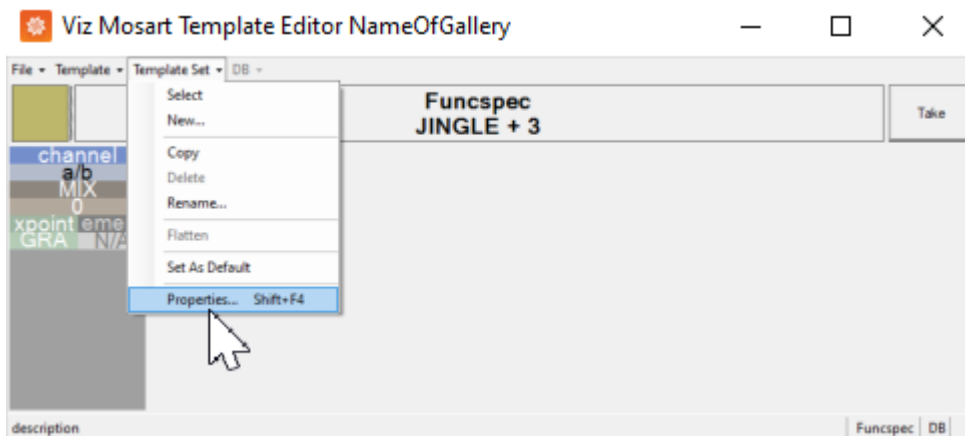 Viz Mosart Template Editor NameOfGallery
File Template Template Set DB
Select
New...
Copy
Delete
Rename...
Flatten
Set As Default
Properties... Shift+F4
Funcspec
JINGLE + 3
Take
channel
a/b
MIX
0
xpoint eme
GRA N/A
description
Funcspec DB